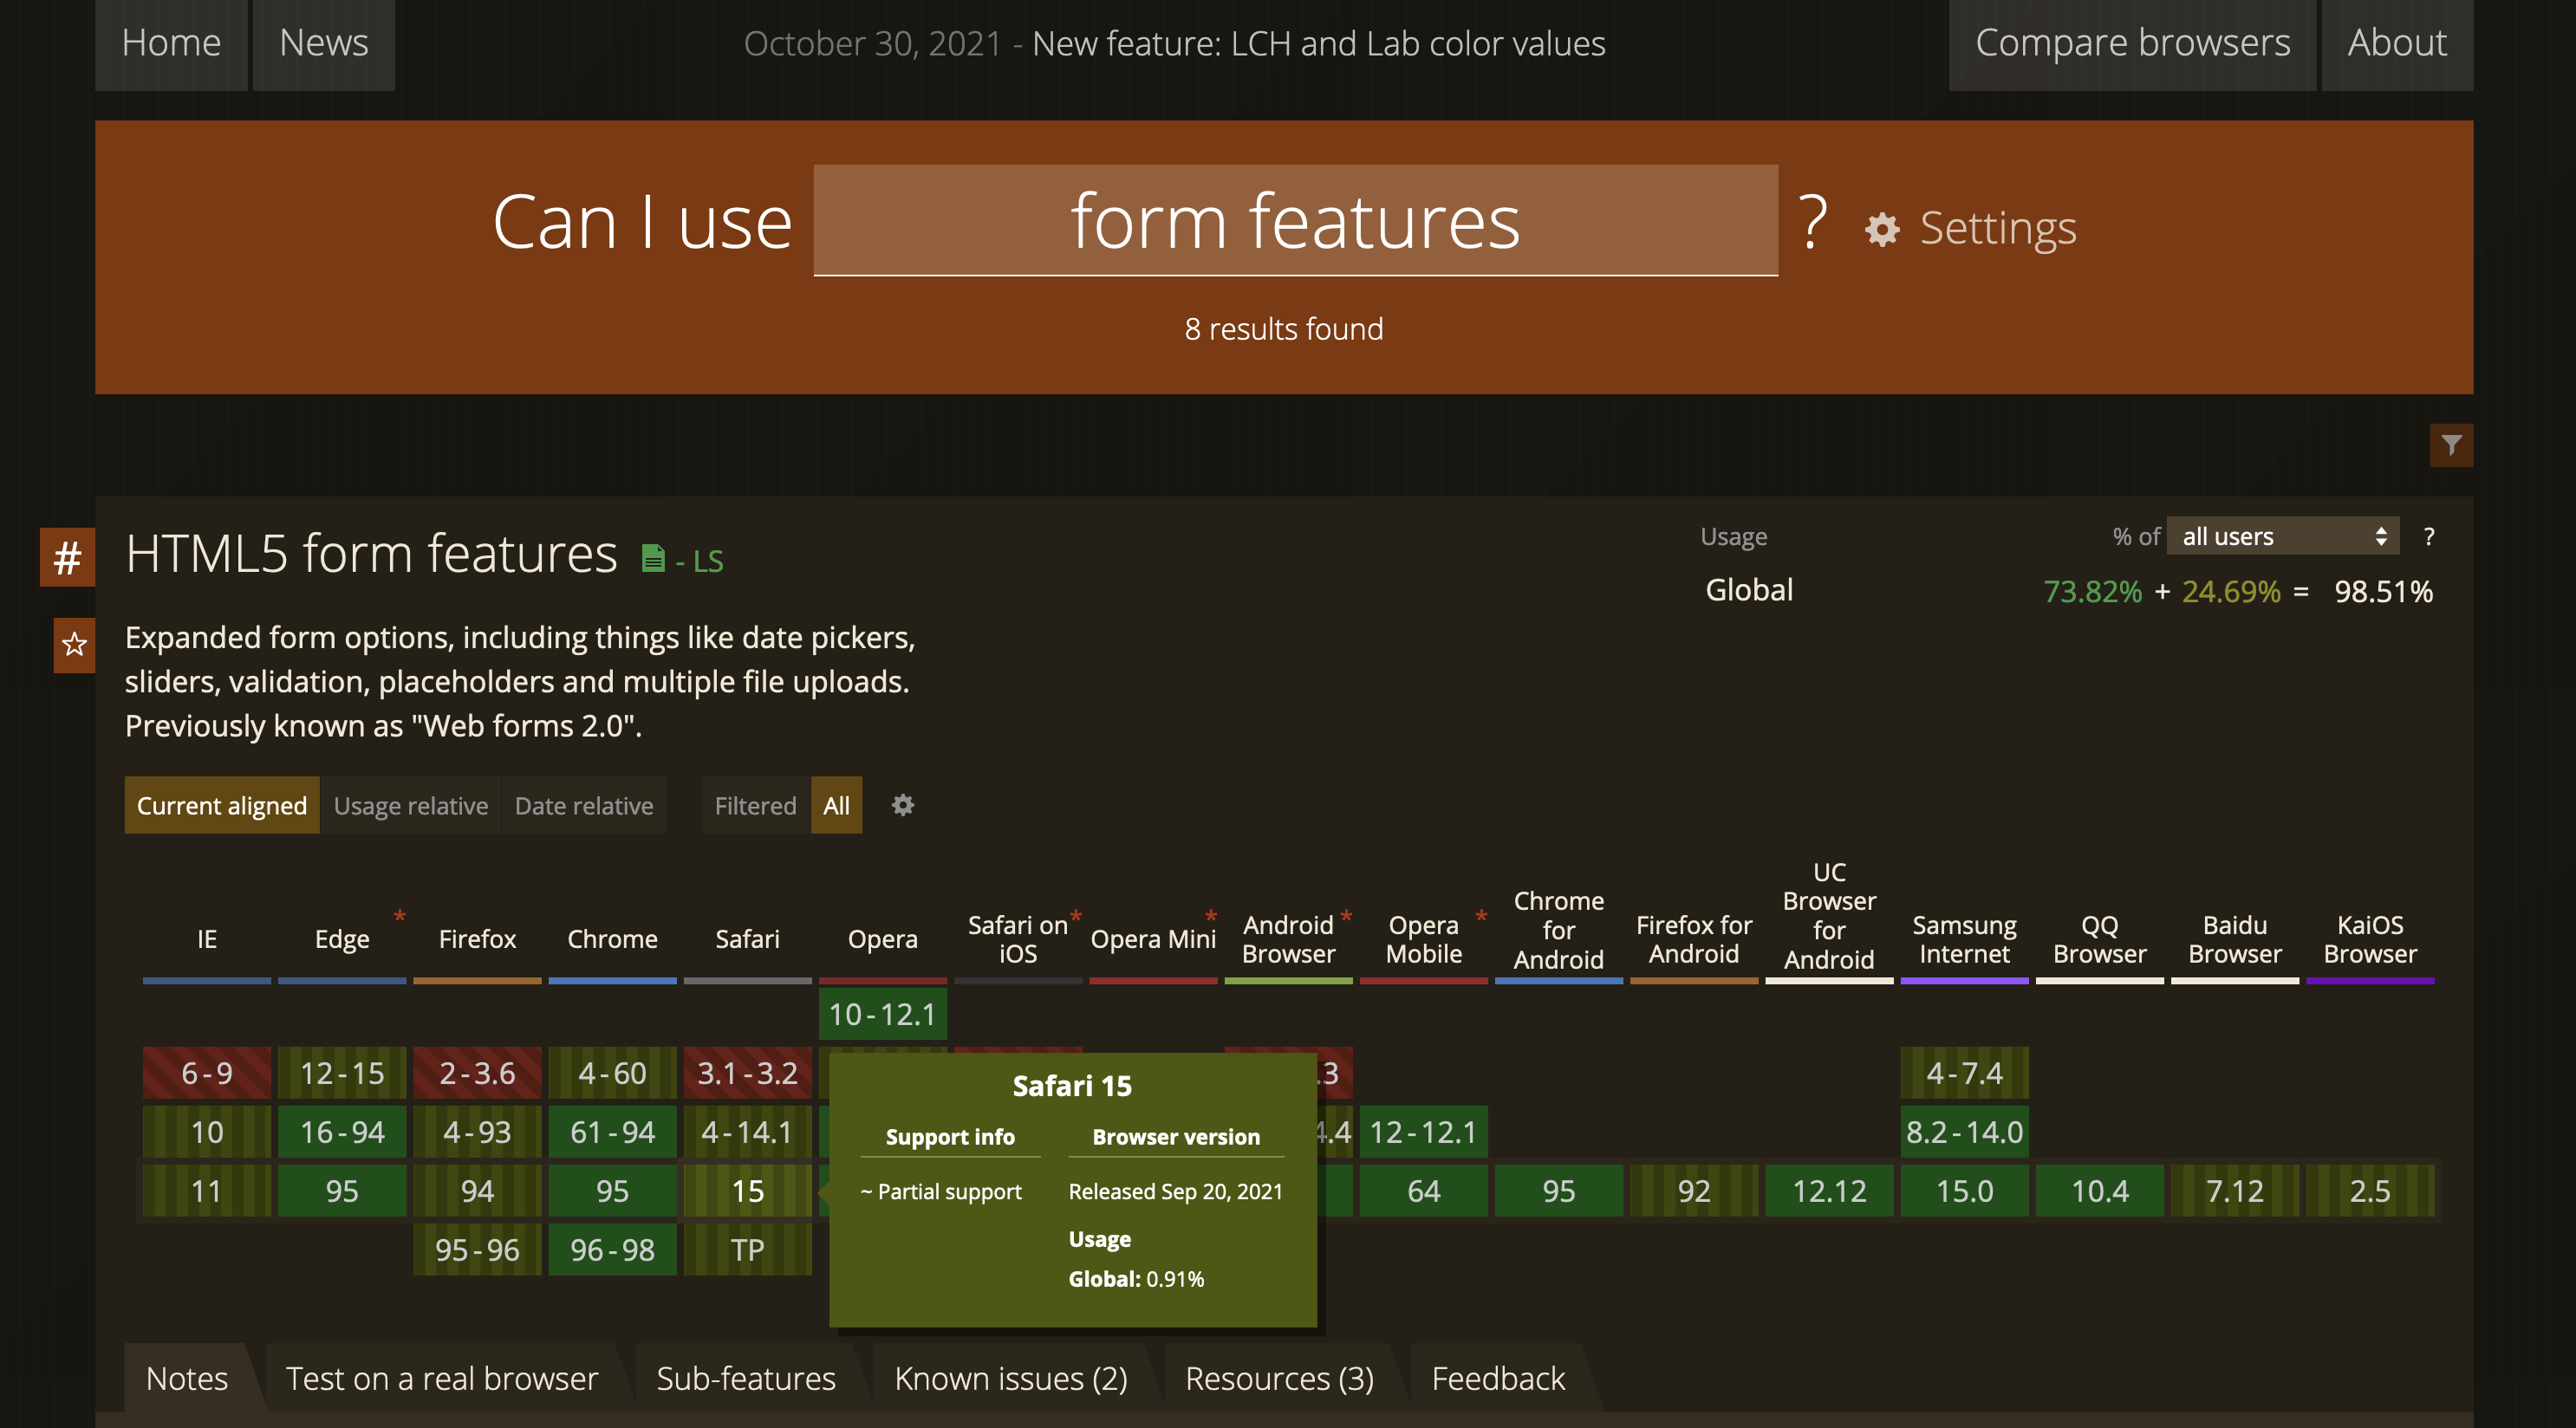 Home
News
October 30, 2021 - New feature: LCH and Lab color values
Compare browsers
About
Can I use form features ? Settings
8 results found
# HTML5 form features - LS
Usage % of all users ?
Global 73.82% + 24.69% = 98.51%
Expanded form options, including things like date pickers,
sliders, validation, placeholders and multiple file uploads.
Previously known as "Web forms 2.0".
Current aligned Usage relative Date relative Filtered All
IE
Edge *
Firefox
Chrome
Safari
Opera
Safari on *
iOS
Opera Mini *
Android *
Browser
Opera *
Mobile
Chrome
for
Android
Firefox for
Android
UC
Browser
for
Android
Samsung
Internet
QQ
Browser
Baidu
Browser
KaiOS
Browser
10-12.1
6-9 12-15 2-3.6 4-60 3.1-3.2 .3 4-7.4
10 16-94 4-93 61-94 4-14.1 4.4 12-12.1 8.2-14.0
11 95 94 95 15 64 95 92 12.12 15.0 10.4 7.12 2.5
95-96 96-98 TP
Safari 15
Support info
~ Partial support
Browser version
Released Sep 20, 2021
Usage
Global: 0.91%
Notes
Test on a real browser
Sub-features
Known issues (2)
Resources (3)
Feedback